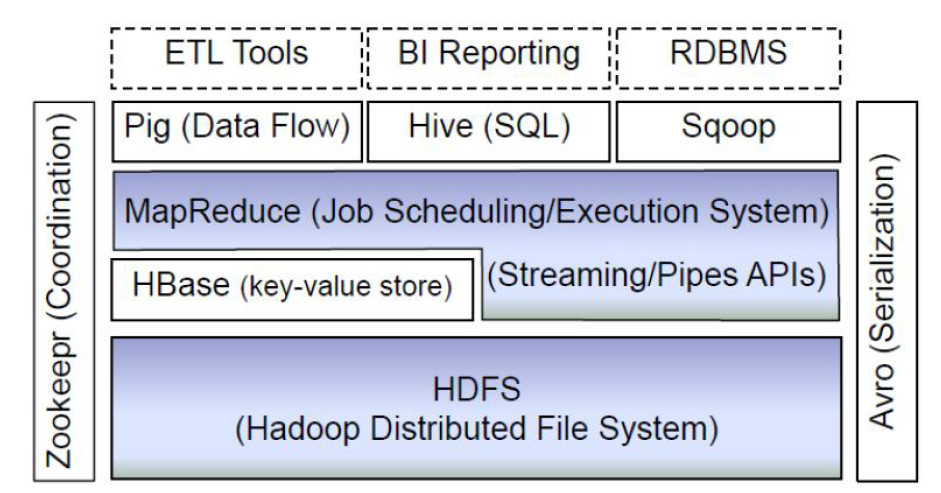 ETL Tools
BI Reporting
RDBMS
Pig (Data Flow)
Hive (SQL)
Sqoop
MapReduce (Job Scheduling/Execution System)
(Streaming/Pipes APIs)
HBase (key-value store)
HDFS
(Hadoop Distributed File System)
Zookeepr (Coordination)
Avro (Serialization)